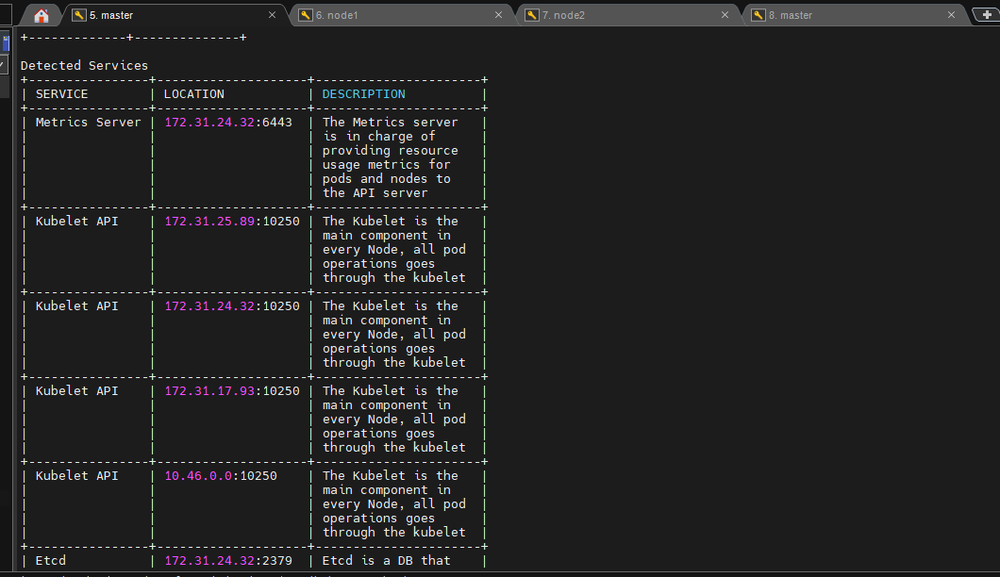 5. master
6. node1
7. node2
8. master
+-------------+--------------+
Detected Services
+----------------+--------------------+----------------------+
| SERVICE | LOCATION | DESCRIPTION |
+----------------+--------------------+----------------------+
| Metrics Server | 172.31.24.32:6443 | The Metrics server |
| | | is in charge of |
| | | providing resource |
| | | usage metrics for |
| | | pods and nodes to |
| | | the API server |
+----------------+--------------------+----------------------+
| Kubelet API | 172.31.25.89:10250 | The Kubelet is the |
| | | main component in |
| | | every Node, all pod |
| | | operations goes |
| | | through the kubelet |
+----------------+--------------------+----------------------+
| Kubelet API | 172.31.24.32:10250 | The Kubelet is the |
| | | main component in |
| | | every Node, all pod |
| | | operations goes |
| | | through the kubelet |
+----------------+--------------------+----------------------+
| Kubelet API | 172.31.17.93:10250 | The Kubelet is the |
| | | main component in |
| | | every Node, all pod |
| | | operations goes |
| | | through the kubelet |
+----------------+--------------------+----------------------+
| Kubelet API | 10.46.0.0:10250 | The Kubelet is the |
| | | main component in |
| | | every Node, all pod |
| | | operations goes |
| | | through the kubelet |
+----------------+--------------------+----------------------+
| Etcd | 172.31.24.32:2379 | Etcd is a DB that |